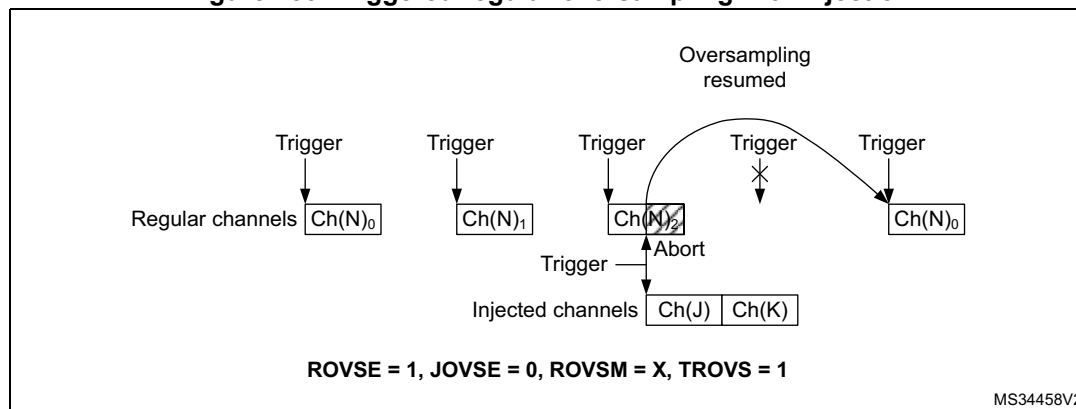 Oversampling
resumed
Trigger Trigger Trigger Trigger Trigger
Regular channels Ch(N)₀ Ch(N)₁ Ch(N)₂ Ch(N)₀
Abort
Trigger
Injected channels Ch(J) Ch(K)
ROVSE = 1, JOVSE = 0, ROVSM = X, TROVS = 1
MS34458V2